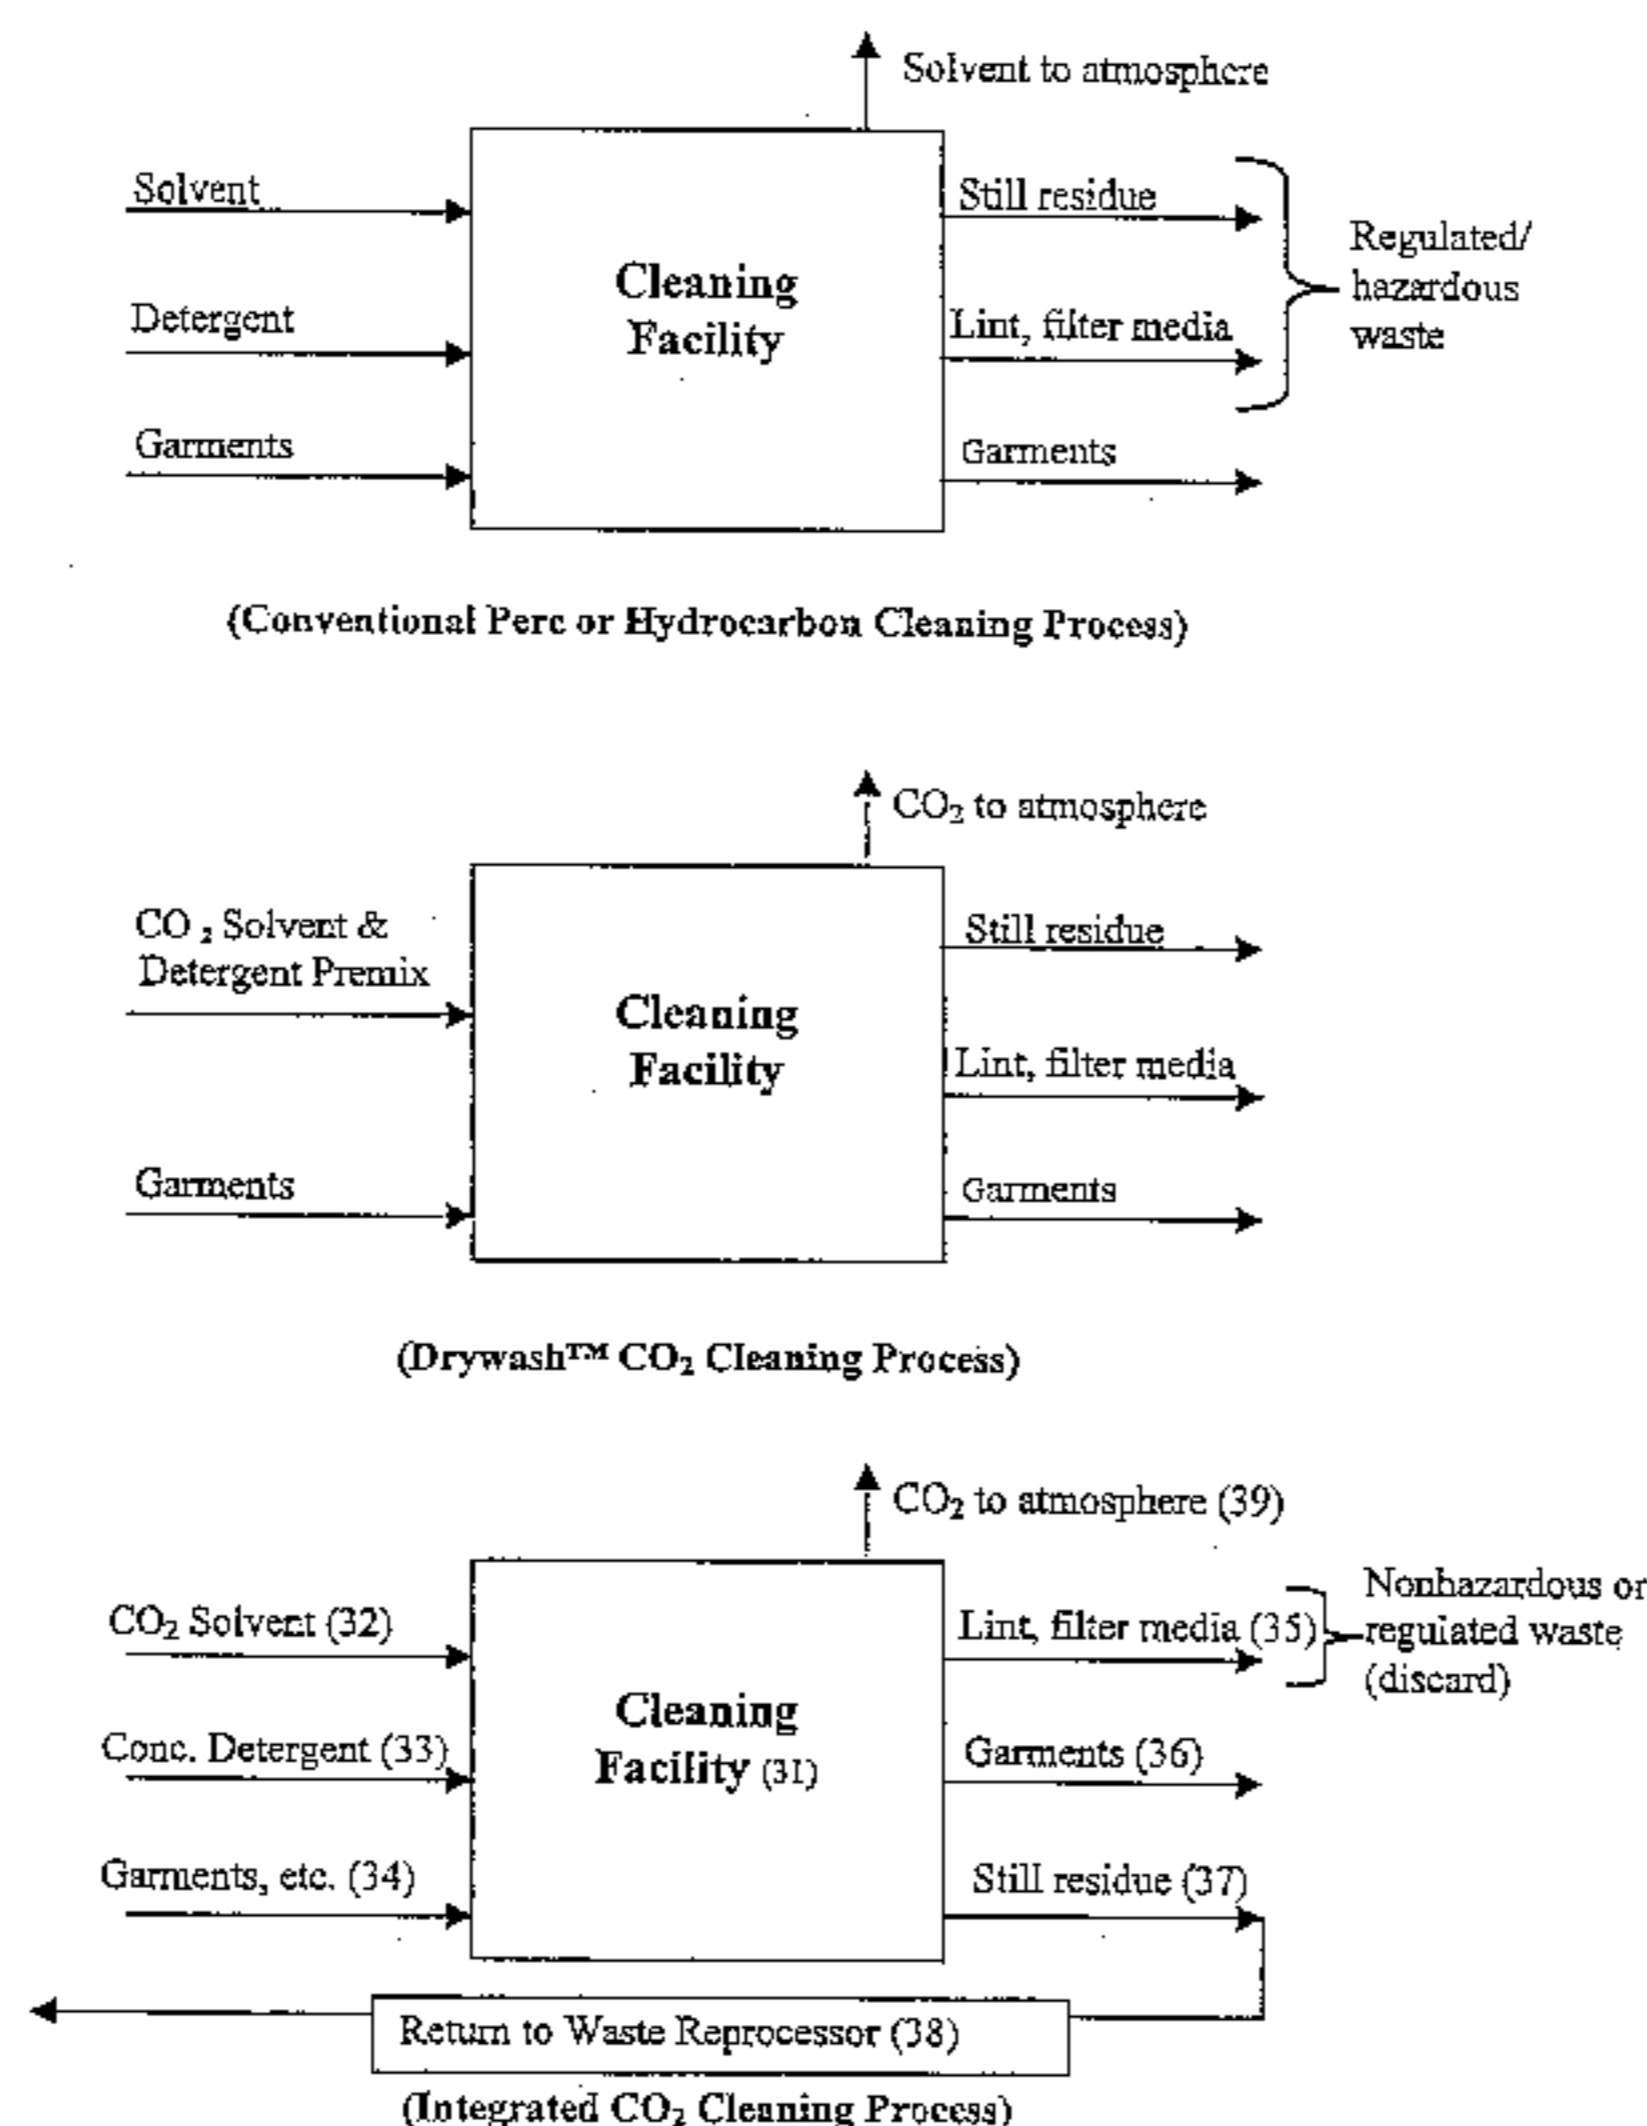 Solvent to atmosphere
Solvent
Still residue
Cleaning
Facility
Regulated/
hazardous
waste
Detergent
Lint, filter media
Garments
Garments
(Conventional Perc or Hydrocarbon Cleaning Process)
CO₂ to atmosphere
CO₂ Solvent &
Detergent Premix
Still residue
Cleaning
Facility
Lint, filter media
Garments
Garments
(Drywash™ CO₂ Cleaning Process)
CO₂ to atmosphere (39)
CO₂ Solvent (32)
Lint, filter media (35)
Nonhazardous or
regulated waste
(discard)
Cleaning
Facility (31)
Conc. Detergent (33)
Garments (36)
Garments, etc. (34)
Still residue (37)
Return to Waste Reprocessor (38)
(Integrated CO₂ Cleaning Process)